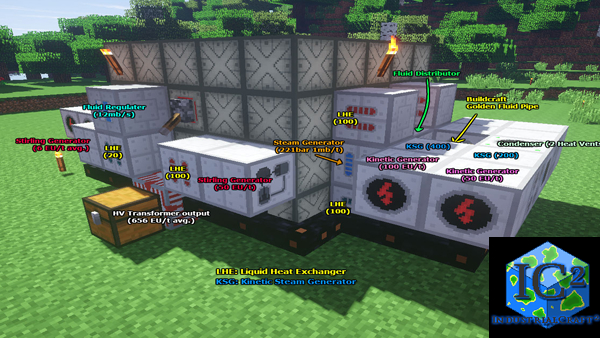 Fluid Distributor
Buildcraft
Golden Fluid Pipe
Fluid Regulater
(12mb/s)
LHE
(100)
KSG (400)
Condenser (2 Heat Vents
Stirling Generator
(6 EU/t avg.)
LHE
(20)
Steam Generator
(221bar/1mb/t)
Kinetic Generator
(100 EU/t)
KSG (200)
LHE
(100)
Stirling Generator
(50 EU/t)
Kinetic Generator
(50 EU/t)
HV Transformer output
(656 EU/t avg.)
LHE
(100)
LHE: Liquid Heat Exchanger
KSG: Kinetic Steam Generator
IC2
INDUSTRIALCRAFT²